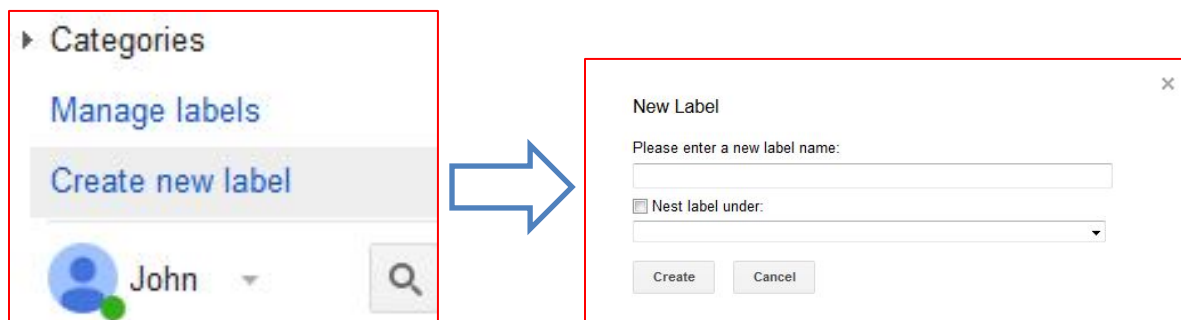 Categories
Manage labels
Create new label
John
New Label
Please enter a new label name:
Nest label under:
Create
Cancel